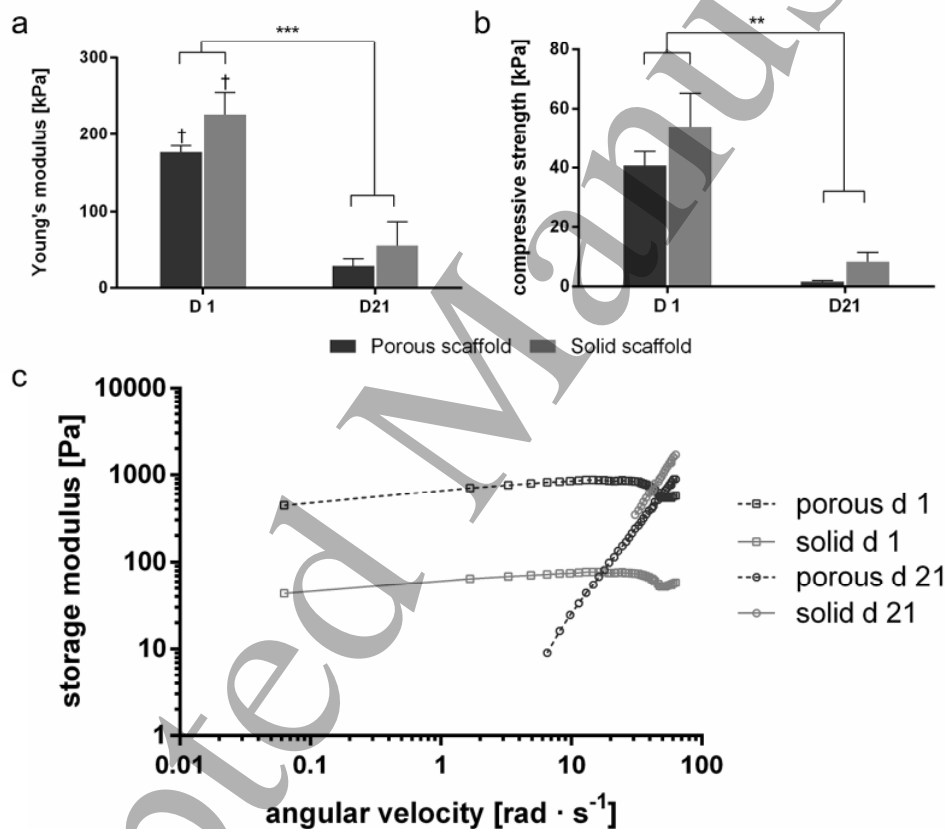 a
b
***
**
Young's modulus [kPa]
300
200
100
0
†
†
D 1
D21
compressive strength [kPa]
80
60
40
20
0
D 1
D21
Porous scaffold
Solid scaffold
c
storage modulus [Pa]
10000
1000
100
10
1
0.01
0.1
1
10
100
angular velocity [rad · s⁻¹]
porous d 1
solid d 1
porous d 21
solid d 21